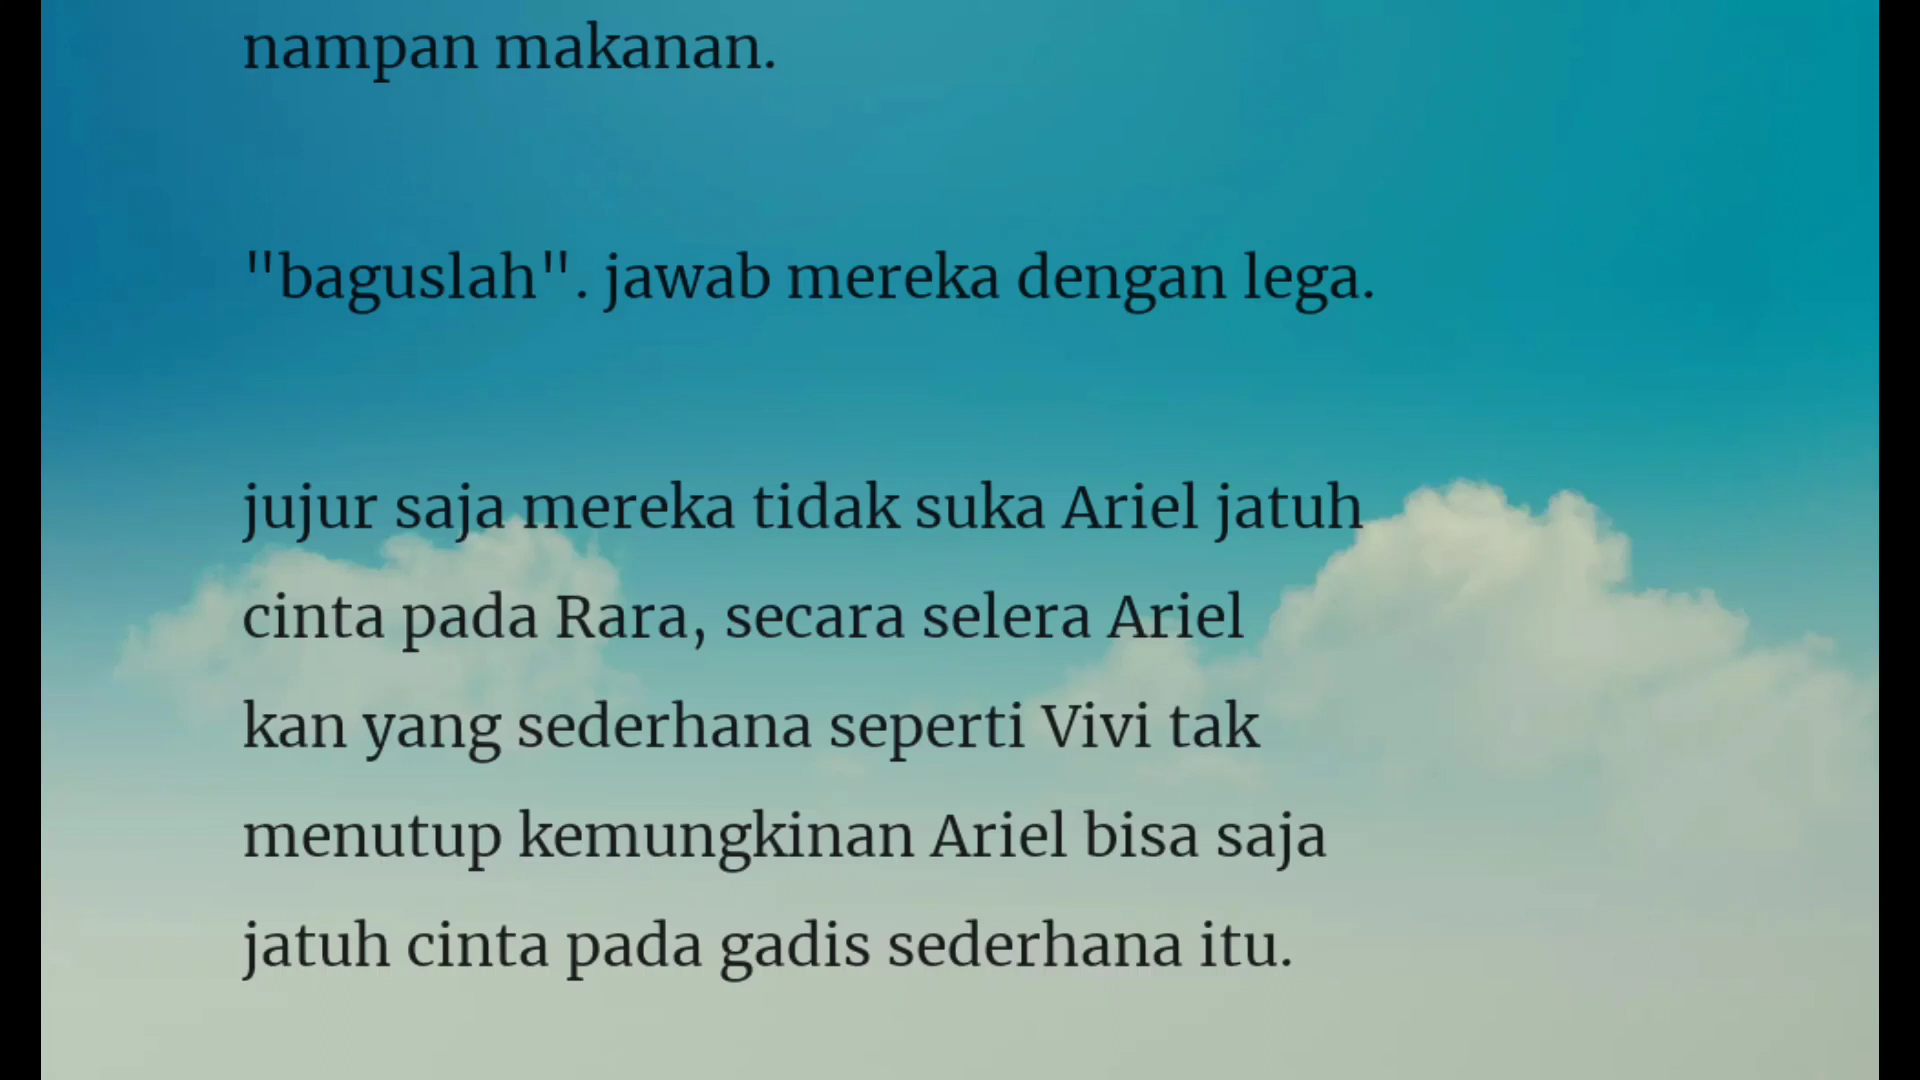 nampan makanan.
"baguslah". jawab mereka dengan lega.
jujur saja mereka tidak suka Ariel jatuh
cinta pada Rara, secara selera Ariel
kan yang sederhana seperti Vivi tak
menutup kemungkinan Ariel bisa saja
jatuh cinta pada gadis sederhana itu.